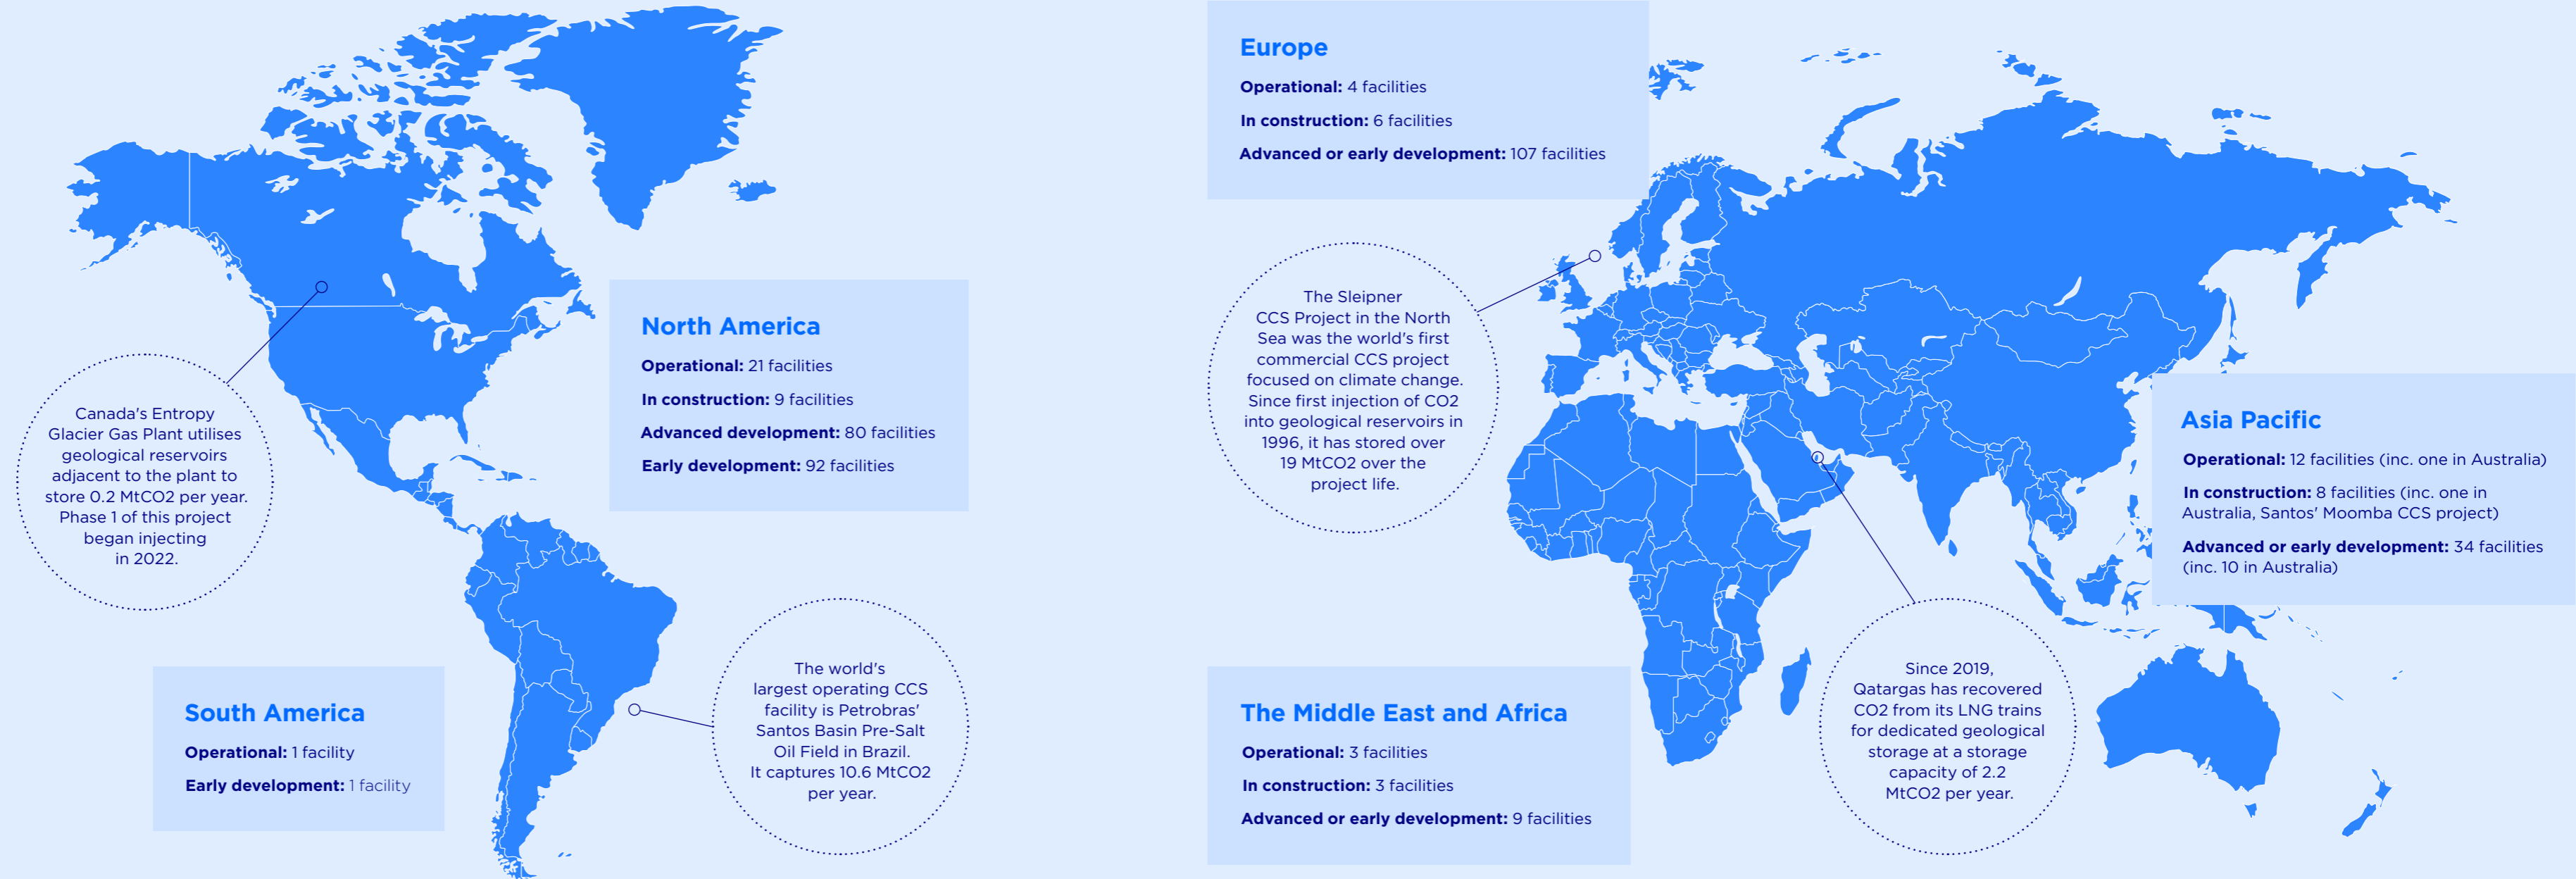 North America
Operational: 21 facilities
In construction: 9 facilities
Advanced development: 80 facilities
Early development: 92 facilities
Canada's Entropy
Glacier Gas Plant utilises
geological reservoirs
adjacent to the plant to
store 0.2 MtCO2 per year.
Phase 1 of this project
began injecting
in 2022.
South America
Operational: 1 facility
Early development: 1 facility
The world's
largest operating CCS
facility is Petrobras'
Santos Basin Pre-Salt
Oil Field in Brazil.
It captures 10.6 MtCO2
per year.
Europe
Operational: 4 facilities
In construction: 6 facilities
Advanced or early development: 107 facilities
The Sleipner
CCS Project in the North
Sea was the world's first
commercial CCS project
focused on climate change.
Since first injection of CO2
into geological reservoirs in
1996, it has stored over
19 MtCO2 over the
project life.
Asia Pacific
Operational: 12 facilities (inc. one in Australia)
In construction: 8 facilities (inc. one in
Australia, Santos' Moomba CCS project)
Advanced or early development: 34 facilities
(inc. 10 in Australia)
The Middle East and Africa
Operational: 3 facilities
In construction: 3 facilities
Advanced or early development: 9 facilities
Since 2019,
Qatargas has recovered
CO2 from its LNG trains
for dedicated geological
storage at a storage
capacity of 2.2
MtCO2 per year.